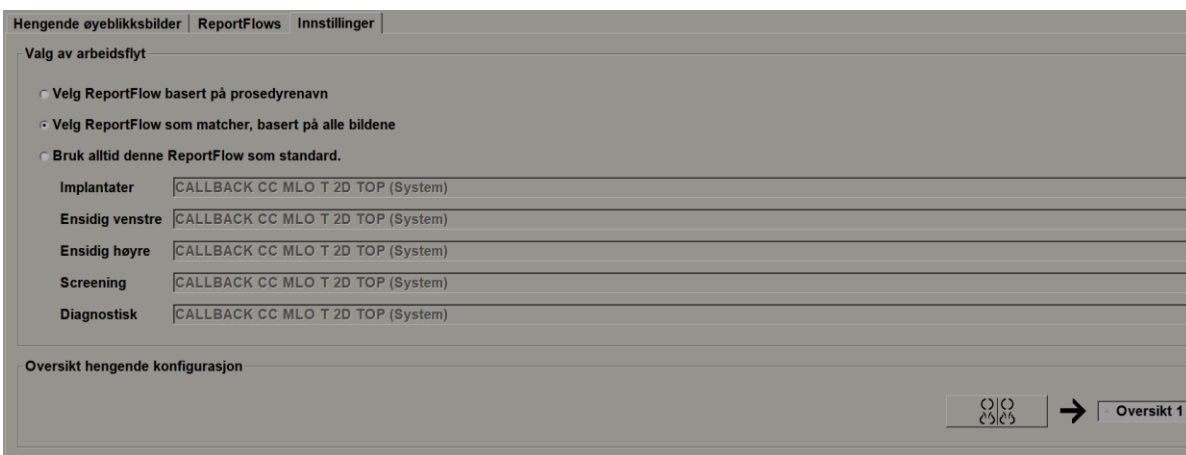 Hengende øyeblikksbilder ReportFlows Innstillinger
Valg av arbeidsflyt
Velg ReportFlow basert på prosedyrenavn
Velg ReportFlow som matcher, basert på alle bildene
Bruk alltid denne ReportFlow som standard.
Implantater CALLBACK CC MLO T 2D TOP (System)
Ensidig venstre CALLBACK CC MLO T 2D TOP (System)
Ensidig høyre CALLBACK CC MLO T 2D TOP (System)
Screening CALLBACK CC MLO T 2D TOP (System)
Diagnostisk CALLBACK CC MLO T 2D TOP (System)
Oversikt hengende konfigurasjon
Oversikt 1